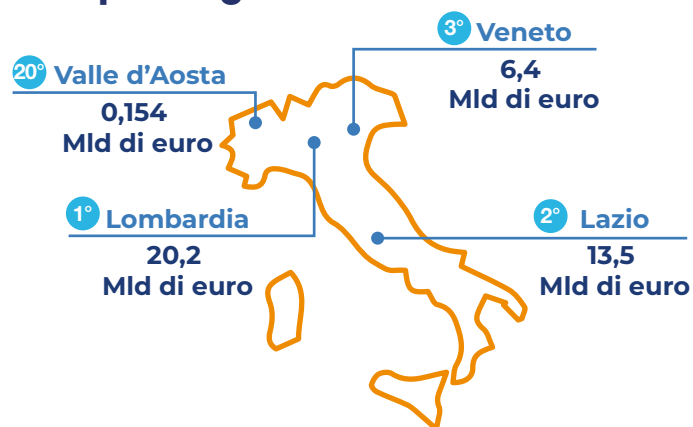 3° Veneto
6,4
Mld di euro
20° Valle d'Aosta
0,154
Mld di euro
1° Lombardia
20,2
Mld di euro
2° Lazio
13,5
Mld di euro